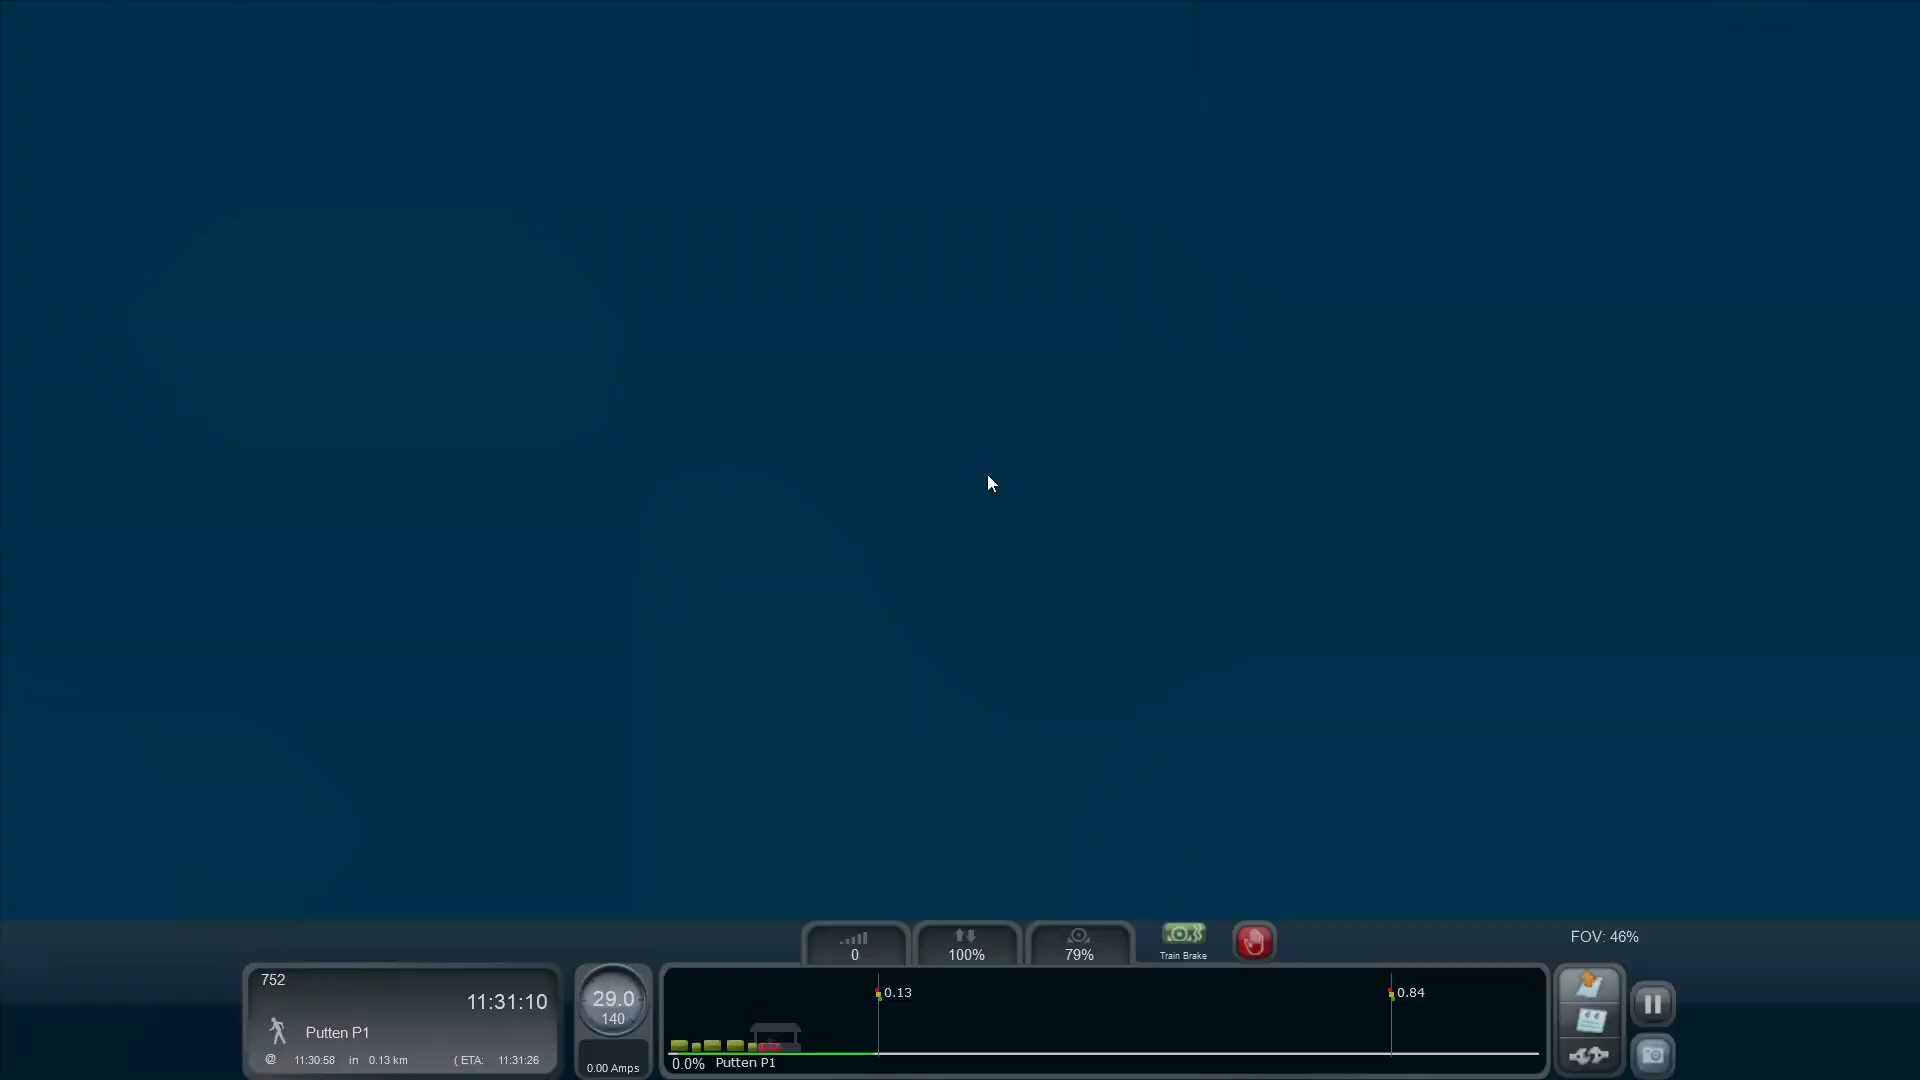 FOV: 46%
0
100%
79%
Train Brake
752
11:31:10
Putten P1
@ 11:30:58 in 0.13 km ( ETA: 11:31:26
29.0
140
0.00 Amps
0.13
0.84
0.0% Putten P1